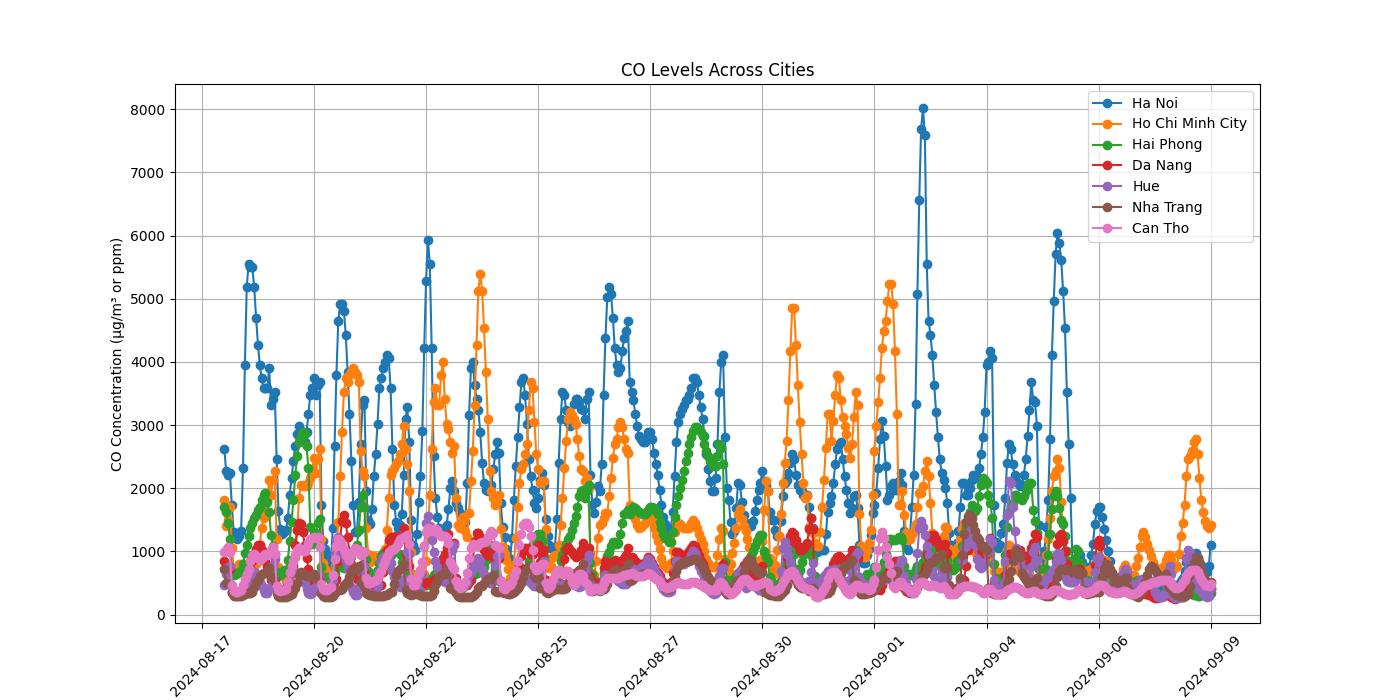 CO Levels Across Cities
CO Concentration (µg/m³ or ppm)
8000
7000
6000
5000
4000
3000
2000
1000
0
Ha Noi
Ho Chi Minh City
Hai Phong
Da Nang
Hue
Nha Trang
Can Tho
2024-08-17
2024-08-20
2024-08-22
2024-08-25
2024-08-27
2024-08-30
2024-09-01
2024-09-04
2024-09-06
2024-09-09